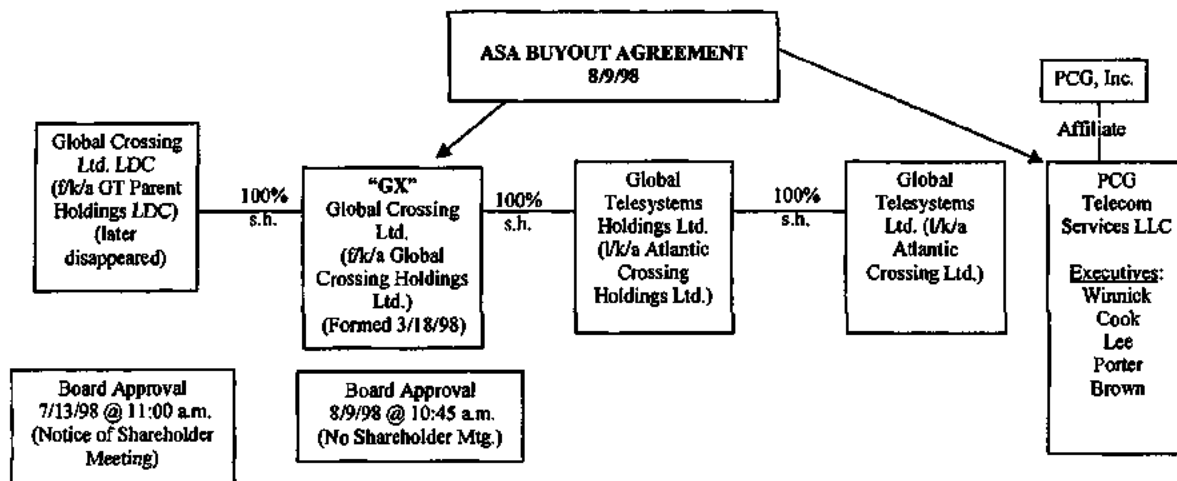 ASA BUYOUT AGREEMENT
8/9/98
PCG, Inc.
Affiliate
Global Crossing
Ltd. LDC
(f/k/a GT Parent
Holdings LDC)
(later
disappeared)
100%
s.h.
"GX"
Global Crossing
Ltd.
(f/k/a Global
Crossing Holdings
Ltd.)
(Formed 3/18/98)
100%
s.h.
Global
Telesystems
Holdings Ltd.
(l/k/a Atlantic
Crossing
Holdings Ltd.)
100%
s.h.
Global
Telesystems
Ltd. (l/k/a
Atlantic
Crossing Ltd.)
PCG
Telecom
Services LLC
Executives:
Winnick
Cook
Lee
Porter
Brown
Board Approval
7/13/98 @ 11:00 a.m.
(Notice of Shareholder
Meeting)
Board Approval
8/9/98 @ 10:45 a.m.
(No Shareholder Mtg.)